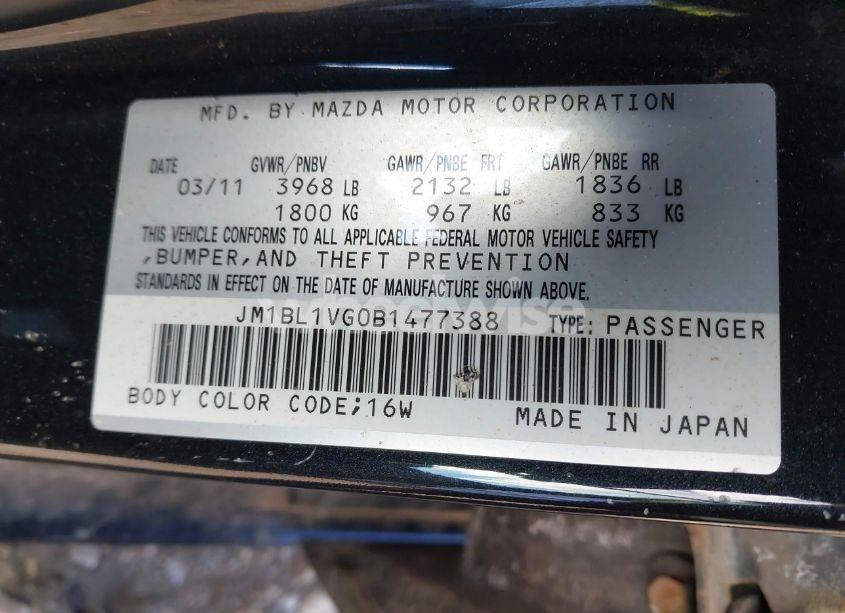 MFD. BY MAZDA MOTOR CORPORATION
DATE GVWR/PNBV GAWR/PNBE FRT GAWR/PNBE RR
03/11 3968 LB 2132 LB 1836 LB
1800 KG 967 KG 833 KG
THIS VEHICLE CONFORMS TO ALL APPLICABLE FEDERAL MOTOR VEHICLE SAFETY
,BUMPER,AND THEFT PREVENTION
STANDARDS IN EFFECT ON THE DATE OF MANUFACTURE SHOWN ABOVE.
JM1BL1VG0B1477388 TYPE: PASSENGER
BODY COLOR CODE;16W MADE IN JAPAN